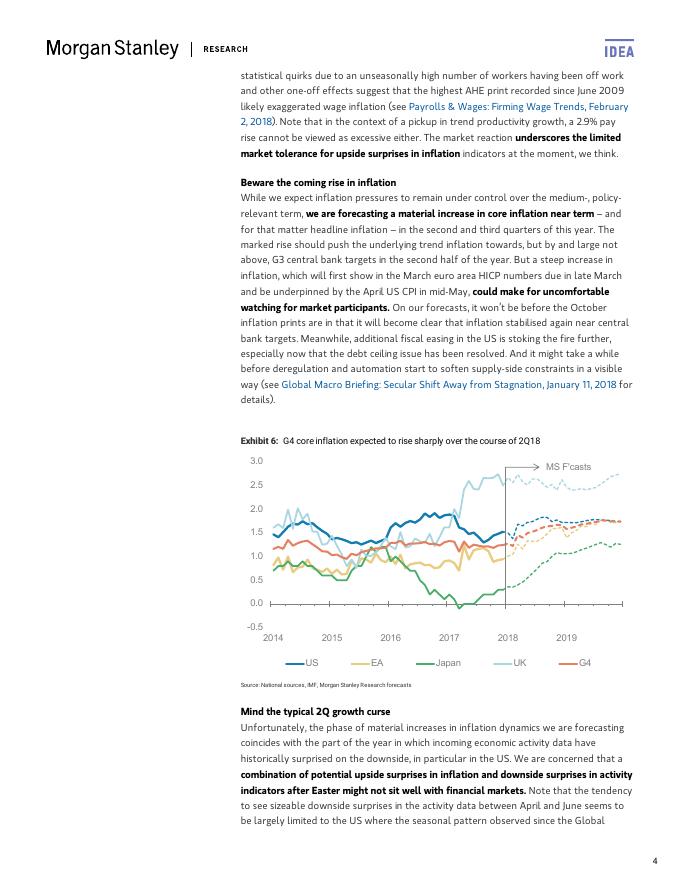 Morgan Stanley | RESEARCH
IDEA
statistical quirks due to an unseasonally high number of workers having been off work
and other one-off effects suggest that the highest AHE print recorded since June 2009
likely exaggerated wage inflation (see Payrolls & Wages: Firming Wage Trends, February
2, 2018). Note that in the context of a pickup in trend productivity growth, a 2.9% pay
rise cannot be viewed as excessive either. The market reaction underscores the limited
market tolerance for upside surprises in inflation indicators at the moment, we think.
Beware the coming rise in inflation
While we expect inflation pressures to remain under control over the medium-, policy-
relevant term, we are forecasting a material increase in core inflation near term – and
for that matter headline inflation – in the second and third quarters of this year. The
marked rise should push the underlying trend inflation towards, but by and large not
above, G3 central bank targets in the second half of the year. But a steep increase in
inflation, which will first show in the March euro area HICP numbers due in late March
and be underpinned by the April US CPI in mid-May, could make for uncomfortable
watching for market participants. On our forecasts, it won't be before the October
inflation prints are in that it will become clear that inflation stabilised again near central
bank targets. Meanwhile, additional fiscal easing in the US is stoking the fire further,
especially now that the debt ceiling issue has been resolved. And it might take a while
before deregulation and automation start to soften supply-side constraints in a visible
way (see Global Macro Briefing: Secular Shift Away from Stagnation, January 11, 2018 for
details).
Exhibit 6: G4 core inflation expected to rise sharply over the course of 2Q18
3.0
MS F'casts
2.5
2.0
1.5
1.0
0.5
0.0
-0.5
2014 2015 2016 2017 2018 2019
US EA Japan UK G4
Source: National sources, IMF, Morgan Stanley Research forecasts
Mind the typical 2Q growth curse
Unfortunately, the phase of material increases in inflation dynamics we are forecasting
coincides with the part of the year in which incoming economic activity data have
historically surprised on the downside, in particular in the US. We are concerned that a
combination of potential upside surprises in inflation and downside surprises in activity
indicators after Easter might not sit well with financial markets. Note that the tendency
to see sizeable downside surprises in the activity data between April and June seems to
be largely limited to the US where the seasonal pattern observed since the Global
4